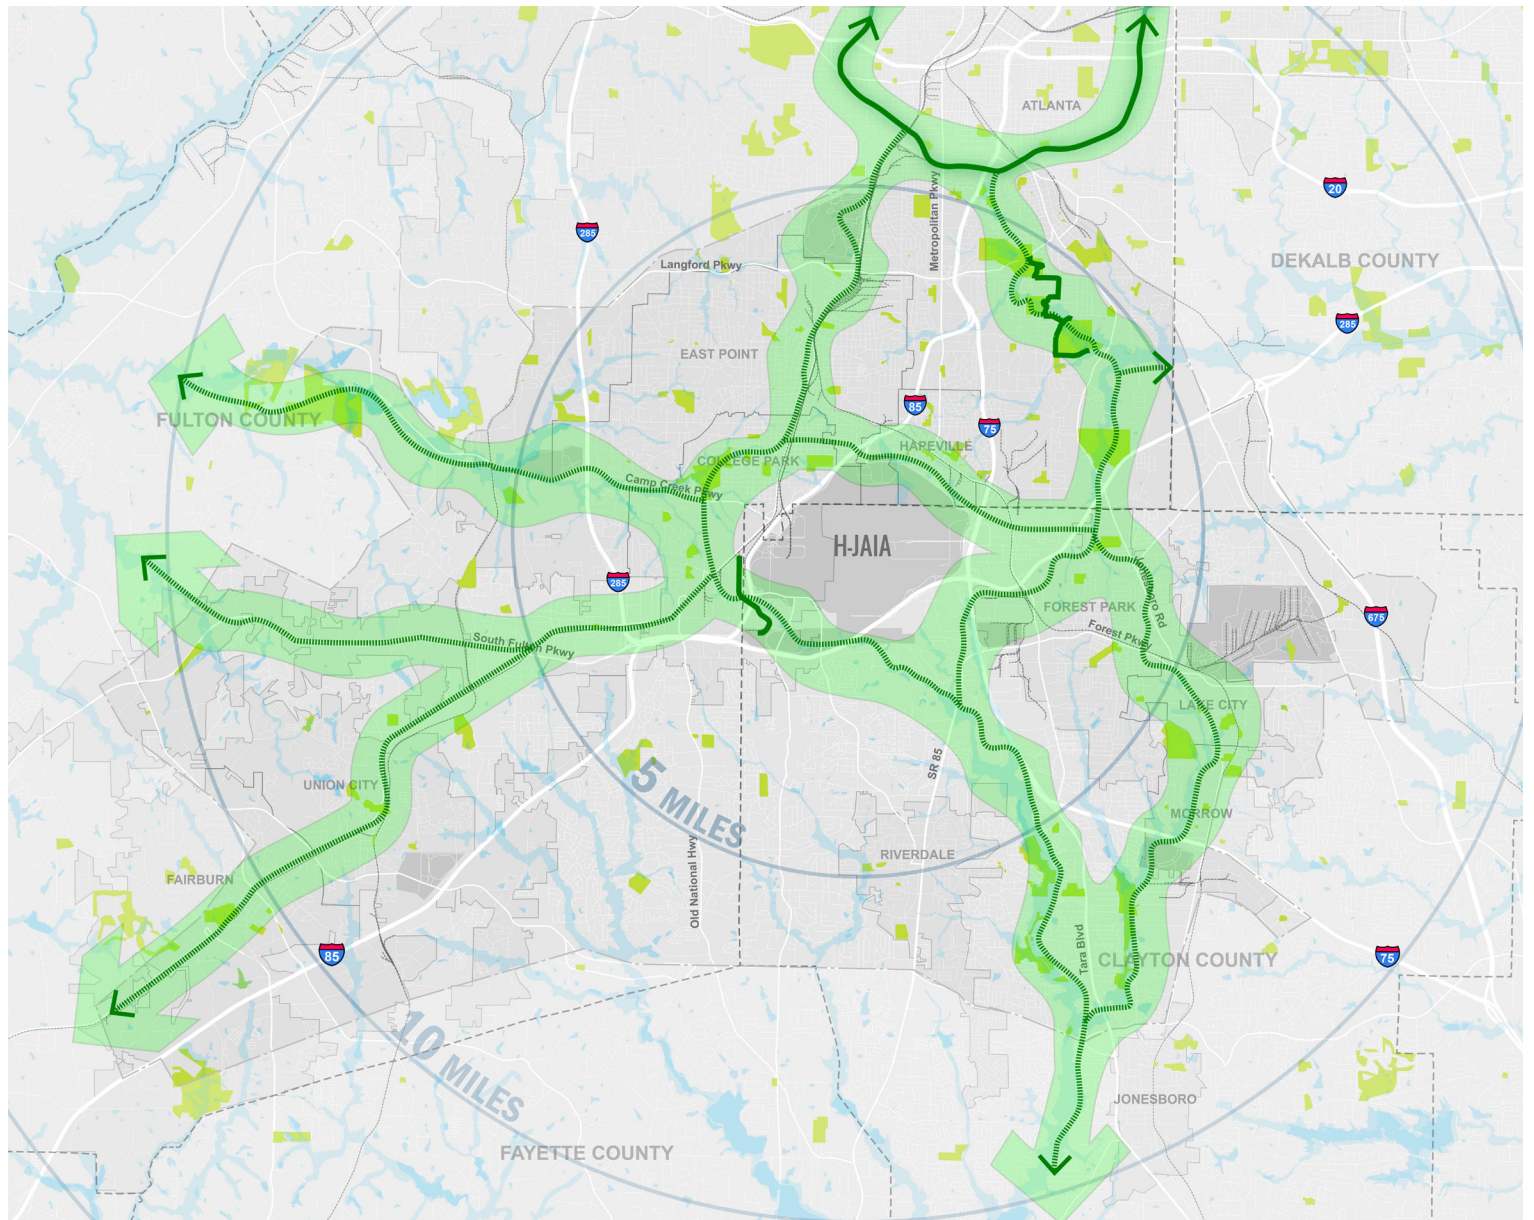 ATLANTA
20
285
Metropolitan Pkwy
Langford Pkwy
DEKALB COUNTY
285
EAST POINT
85
75
FULTON COUNTY
HAPEVILLE
COLLEGE PARK
Camp Creek Pkwy
H-JAIA
285
Jonesboro Rd
FOREST PARK
675
Forest Pkwy
South Fulton Pkwy
LAKE CITY
SR 85
UNION CITY
5 MILES
MORROW
RIVERDALE
FAIRBURN
Old National Hwy
85
Tara Blvd
CLAYTON COUNTY
75
10 MILES
JONESBORO
FAYETTE COUNTY